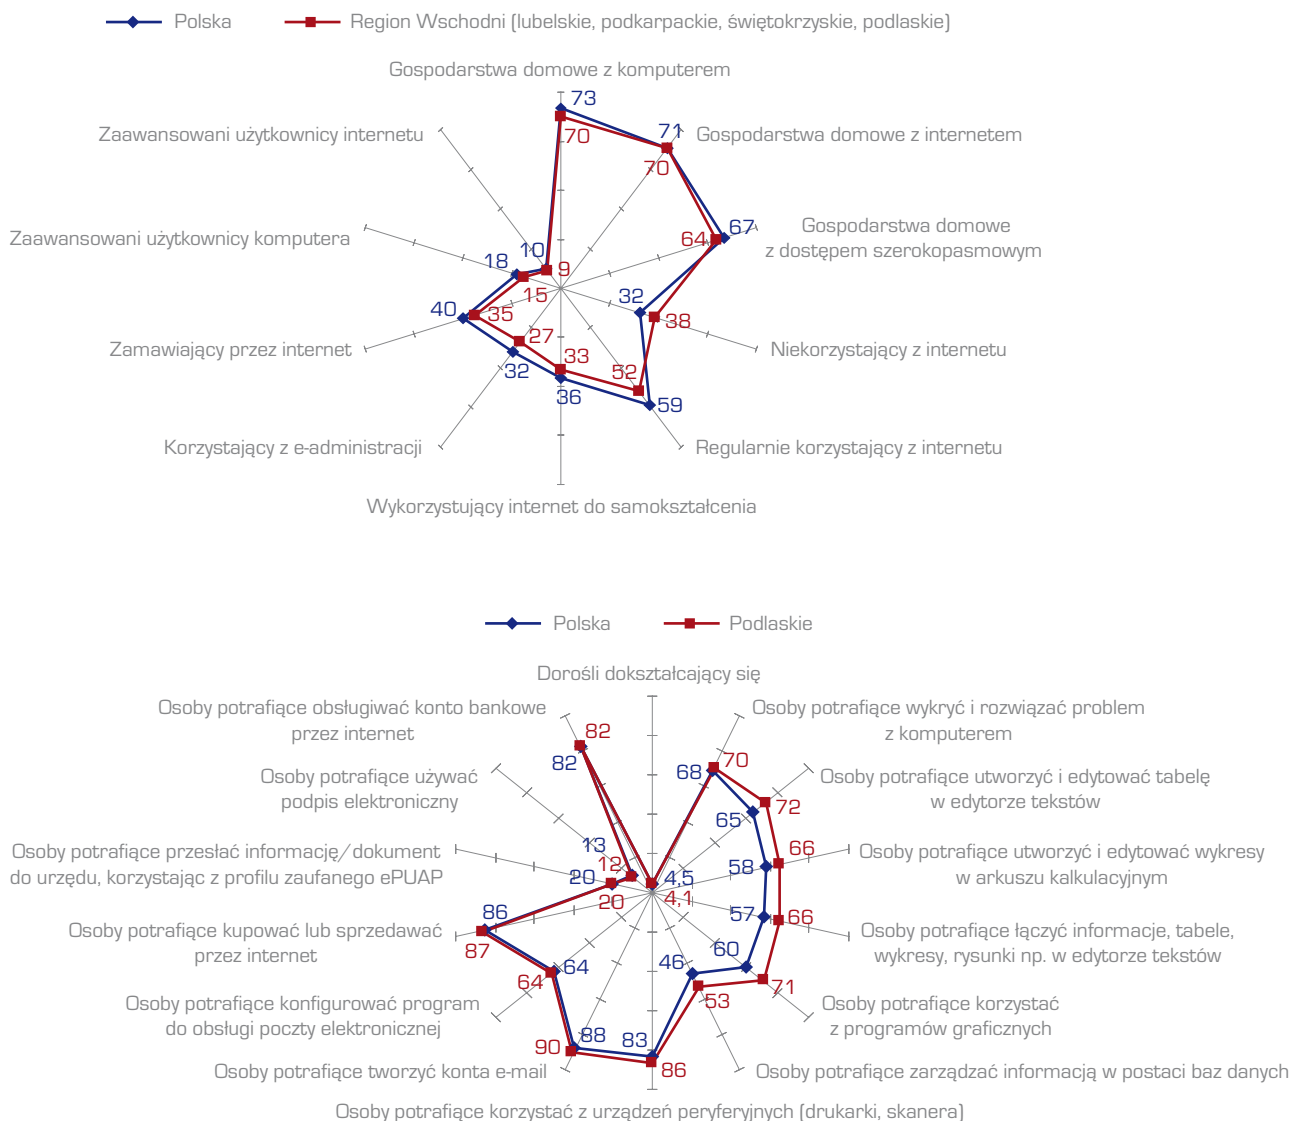 Polska
Region Wschodni (lubelskie, podkarpackie, świętokrzyskie, podlaskie)
Gospodarstwa domowe z komputerem
73
70
Zaawansowani użytkownicy internetu
71
Gospodarstwa domowe z internetem
70
Gospodarstwa domowe
z dostępem szerokopasmowym
67
64
Zaawansowani użytkownicy komputera
10
9
18
15
32
38
40
35
Zamawiający przez internet
Niekorzystający z internetu
27
32
33
36
52
59
Korzystający z e-administracji
Regularnie korzystający z internetu
Wykorzystujący internet do samokształcenia
Polska
Podlaskie
Dorośli dokształcający się
Osoby potrafiące obsługiwać konto bankowe
przez internet
82
82
Osoby potrafiące wykryć i rozwiązać problem
z komputerem
68
70
Osoby potrafiące używać
podpis elektroniczny
Osoby potrafiące utworzyć i edytować tabelę
w edytorze tekstów
65
72
13
12
Osoby potrafiące przesłać informację/dokument
do urzędu, korzystając z profilu zaufanego ePUAP
20
20
4,5
4,1
58
66
Osoby potrafiące utworzyć i edytować wykresy
w arkuszu kalkulacyjnym
86
87
Osoby potrafiące kupować lub sprzedawać
przez internet
57
66
Osoby potrafiące łączyć informacje, tabele,
wykresy, rysunki np. w edytorze tekstów
64
64
Osoby potrafiące konfigurować program
do obsługi poczty elektronicznej
60
71
Osoby potrafiące korzystać
z programów graficznych
46
53
88
90
Osoby potrafiące tworzyć konta e-mail
83
86
Osoby potrafiące zarządzać informacją w postaci baz danych
Osoby potrafiące korzystać z urządzeń peryferyjnych (drukarki, skanera)